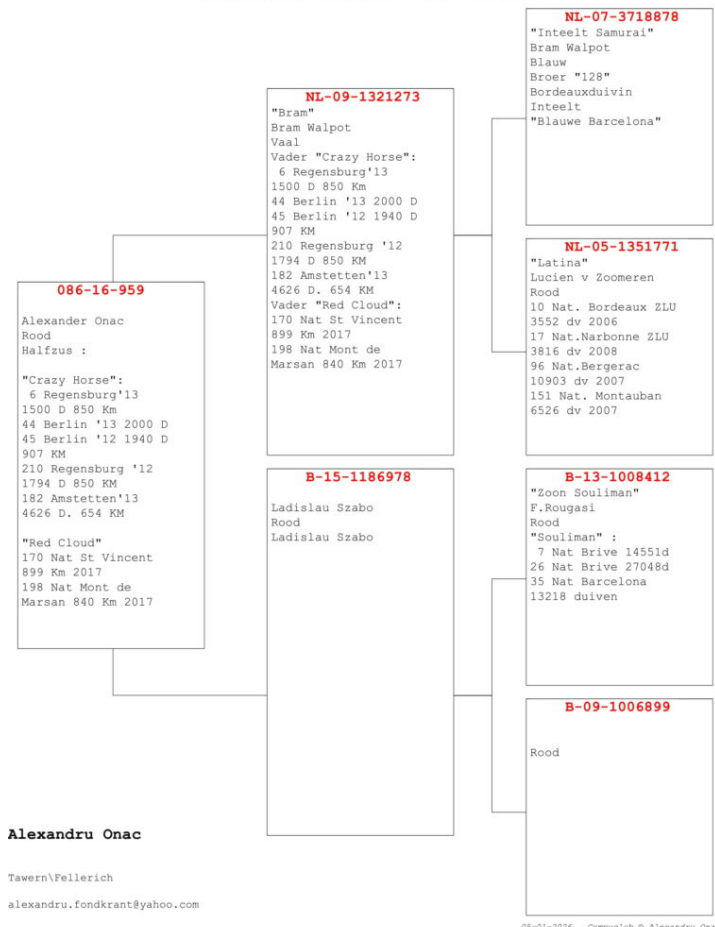 NL-07-3718878
"Inteelt Samurai"
Bram Walpot
Blauw
Broer "128"
Bordeauxduivin
Inteelt
"Blauwe Barcelona"
NL-09-1321273
"Bram"
Bram Walpot
Vaal
Vader "Crazy Horse":
6 Regensburg'13
1500 D 850 Km
44 Berlin '13 2000 D
45 Berlin '12 1940 D
907 KM
210 Regensburg '12
1794 D 850 KM
182 Amstetten'13
4626 D. 654 KM
Vader "Red Cloud":
170 Nat St Vincent
899 Km 2017
198 Nat Mont de
Marsan 840 Km 2017
NL-05-1351771
"Latina"
Lucien v Zoomeren
Rood
10 Nat. Bordeaux ZLU
3552 dv 2006
17 Nat.Narbonne ZLU
3816 dv 2008
96 Nat.Bergerac
10903 dv 2007
151 Nat. Montauban
6526 dv 2007
086-16-959
Alexander Onac
Rood
Halfzus :
"Crazy Horse":
6 Regensburg'13
1500 D 850 Km
44 Berlin '13 2000 D
45 Berlin '12 1940 D
907 KM
210 Regensburg '12
1794 D 850 KM
182 Amstetten'13
4626 D. 654 KM
"Red Cloud"
170 Nat St Vincent
899 Km 2017
198 Nat Mont de
Marsan 840 Km 2017
B-15-1186978
Ladislau Szabo
Rood
Ladislau Szabo
B-13-1008412
"Zoon Souliman"
F.Rougasi
Rood
"Souliman" :
7 Nat Brive 14551d
26 Nat Brive 27048d
35 Nat Barcelona
13218 duiven
B-09-1006899
Rood
Alexandru Onac
Tawern\Fellerich
alexandru.fondkrant@yahoo.com